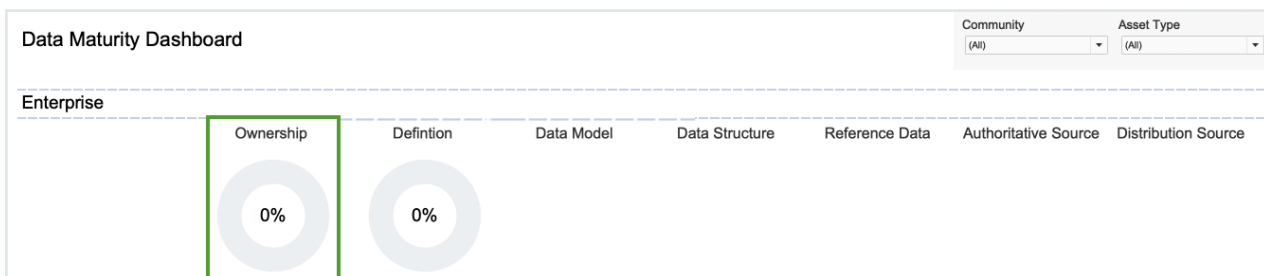 Data Maturity Dashboard
Community Asset Type
(All) (All)
Enterprise
Ownership Defintion Data Model Data Structure Reference Data Authoritative Source Distribution Source
0% 0%